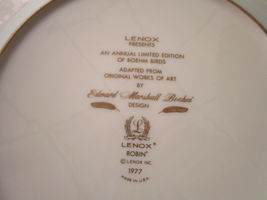 LENOX
PRESENTS
AN ANNUAL LIMITED EDITION
OF BOEHM BIRDS
ADAPTED FROM
ORIGINAL WORKS OF ART
BY
Edward Marshall Boehm
DESIGN
L
LENOX®
ROBIN
© LENOX INC
1977
MADE IN U.S.A.